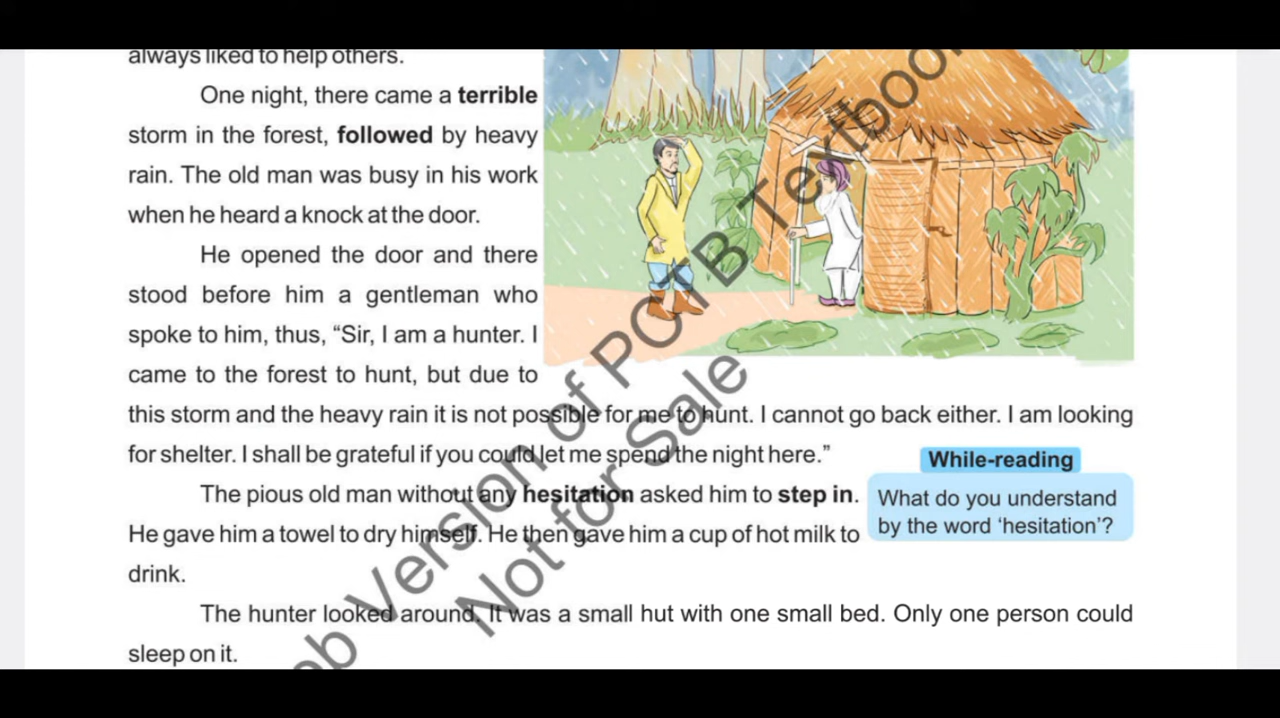 always liked to help others.
One night, there came a terrible
storm in the forest, followed by heavy
rain. The old man was busy in his work
when he heard a knock at the door.
He opened the door and there
stood before him a gentleman who
spoke to him, thus, “Sir, I am a hunter. I
came to the forest to hunt, but due to
this storm and the heavy rain it is not possible for me to hunt. I cannot go back either. I am looking
for shelter. I shall be grateful if you could let me spend the night here.”
The pious old man without any hesitation asked him to step in.
He gave him a towel to dry himself. He then gave him a cup of hot milk to
drink.
While-reading
What do you understand
by the word ‘hesitation’?
The hunter looked around. It was a small hut with one small bed. Only one person could
sleep on it.
Version of PCTB Textbook
Not for Sale